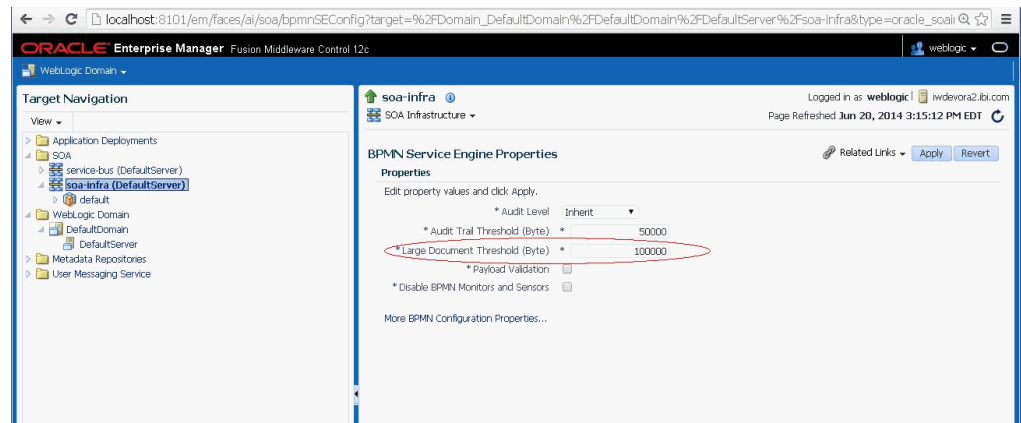 localhost:8101/em/faces/ai/soa/bpmnSEConfig?target=%2FDomain_DefaultDomain%2FDefaultDomain%2FDefaultServer%2Fsoa-infra&type=oracle_soaii
ORACLE Enterprise Manager Fusion Middleware Control 12c
weblogic
WebLogic Domain
Target Navigation
View
Application Deployments
SOA
service-bus (DefaultServer)
soa-infra (DefaultServer)
default
WebLogic Domain
DefaultDomain
DefaultServer
Metadata Repositories
User Messaging Service
soa-infra
Logged in as weblogic| iwdevora2.ibi.com
SOA Infrastructure
Page Refreshed Jun 20, 2014 3:15:12 PM EDT
BPMN Service Engine Properties
Related Links
Apply
Revert
Properties
Edit property values and click Apply.
* Audit Level Inherit
* Audit Trail Threshold (Byte) * 50000
* Large Document Threshold (Byte) * 100000
* Payload Validation
* Disable BPMN Monitors and Sensors
More BPMN Configuration Properties...